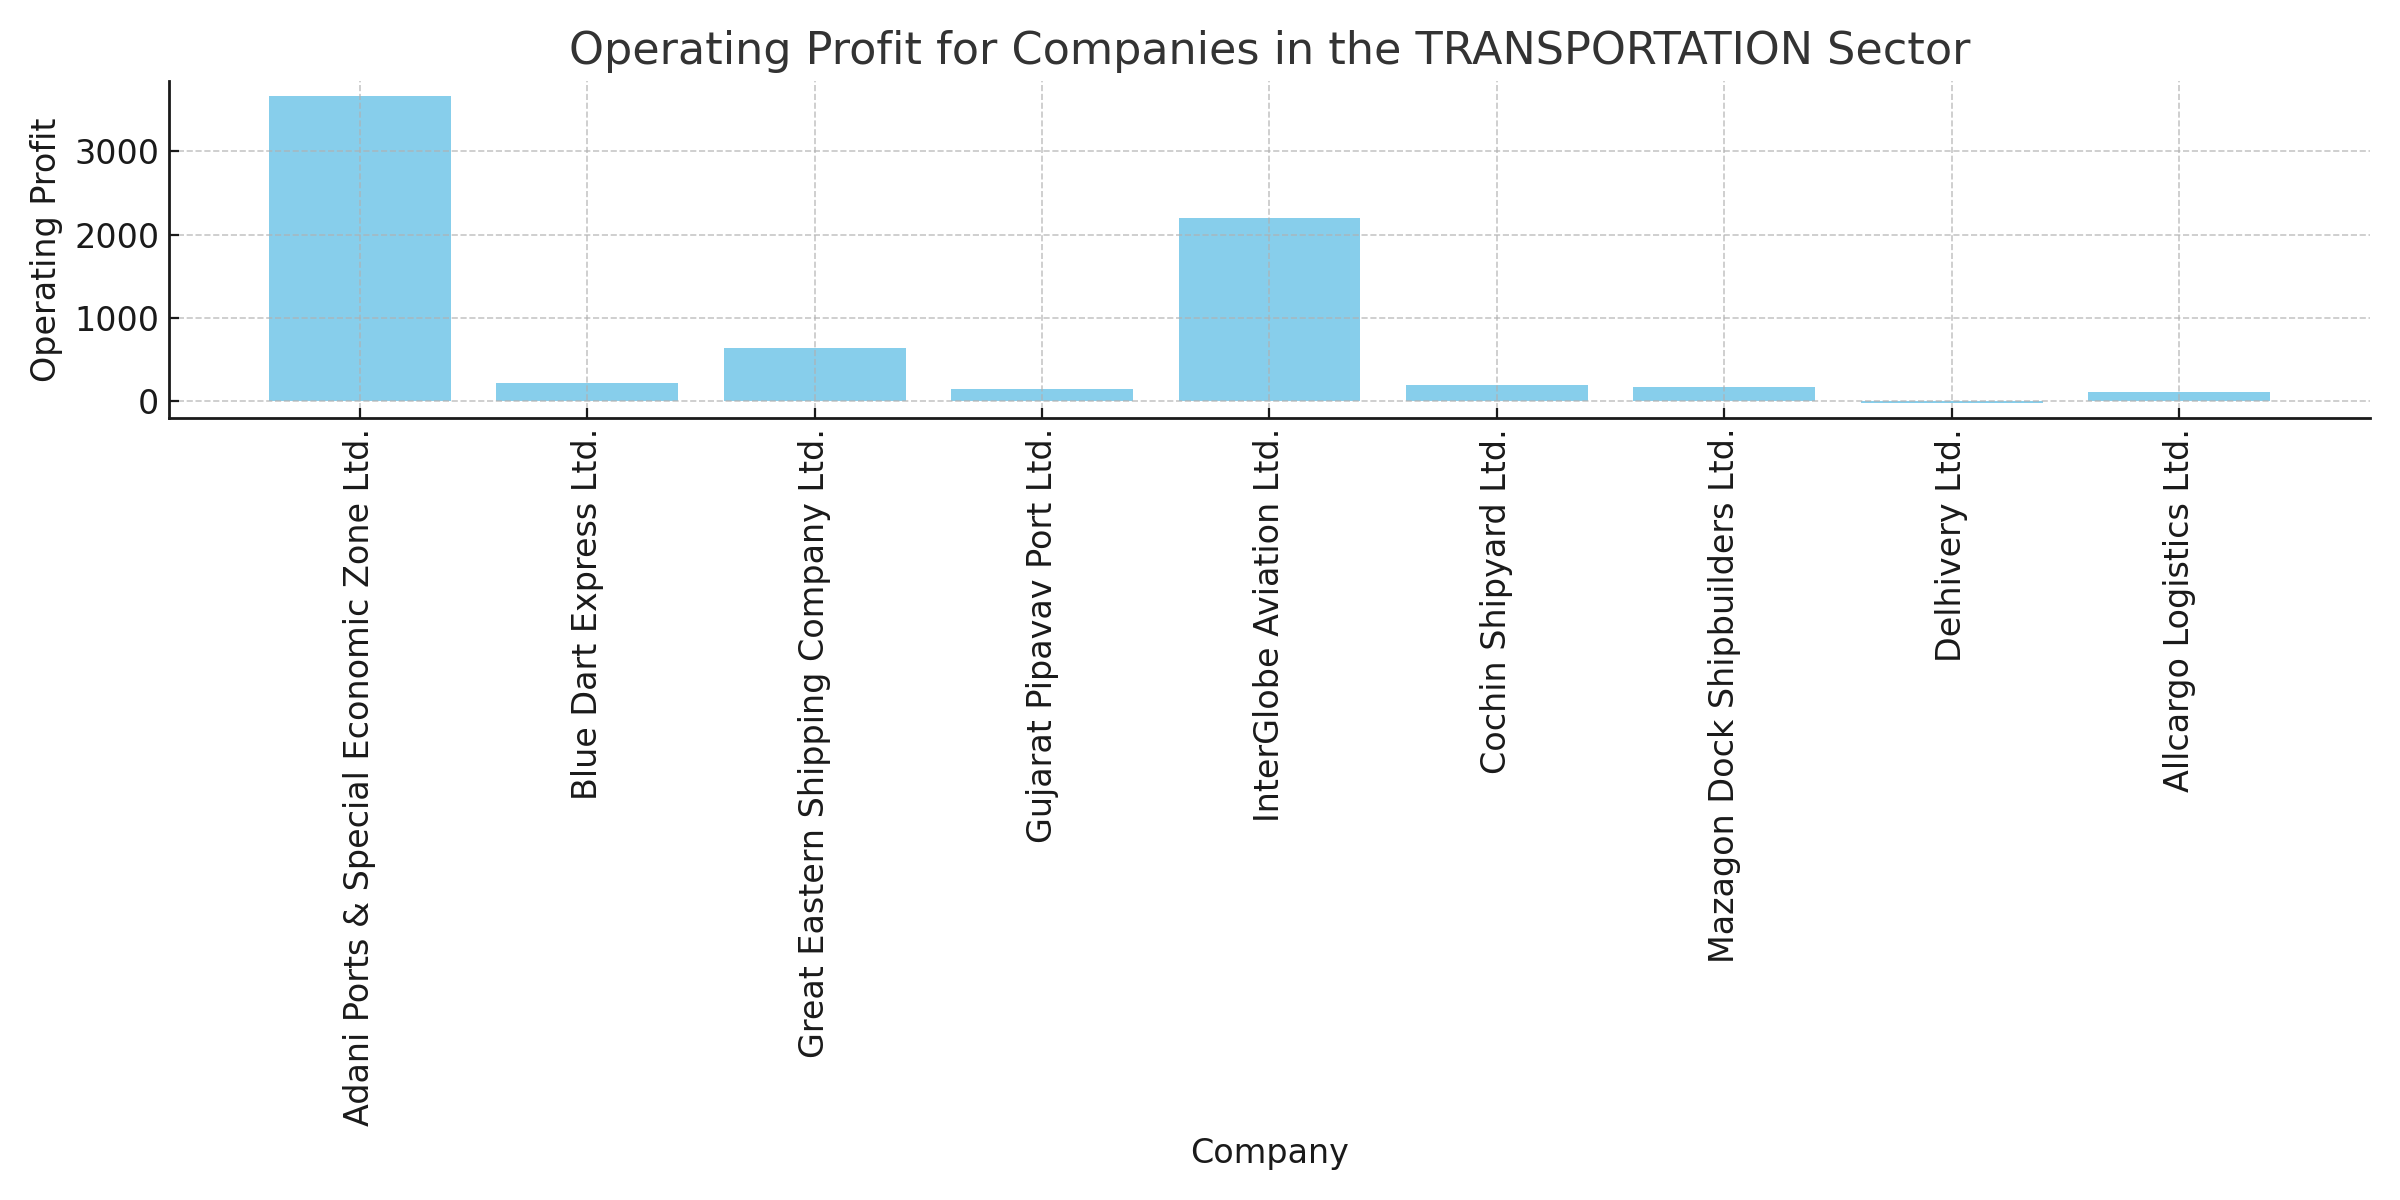 Operating Profit for Companies in the TRANSPORTATION Sector
Operating Profit
3000
2000
1000
0
Adani Ports & Special Economic Zone Ltd.
Blue Dart Express Ltd.
Great Eastern Shipping Company Ltd.
Gujarat Pipavav Port Ltd.
InterGlobe Aviation Ltd.
Cochin Shipyard Ltd.
Mazagon Dock Shipbuilders Ltd.
Delhivery Ltd.
Allcargo Logistics Ltd.
Company